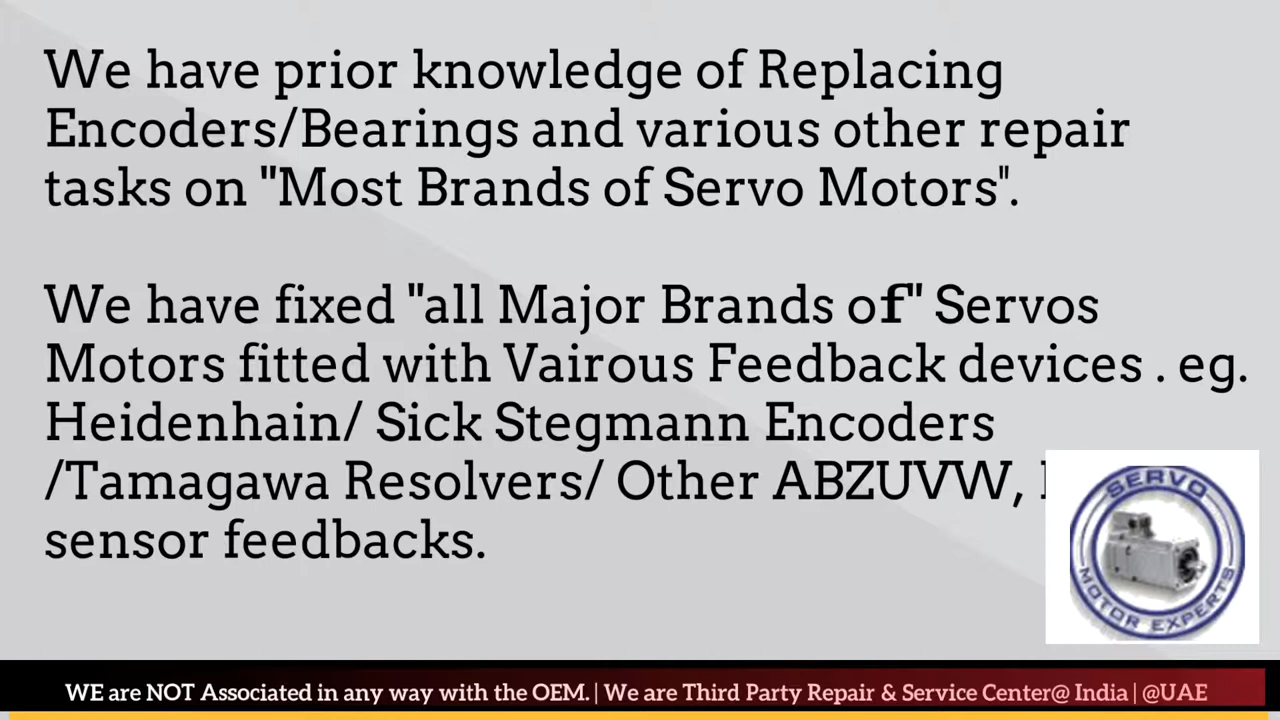 We have prior knowledge of Replacing
Encoders/Bearings and various other repair
tasks on "Most Brands of Servo Motors".
We have fixed "all Major Brands of" Servos
Motors fitted with Vairous Feedback devices . eg.
Heidenhain/ Sick Stegmann Encoders
/Tamagawa Resolvers/ Other ABZUVW,
sensor feedbacks.
SERVO
MOTOR EXPERTS
WE are NOT Associated in any way with the OEM. | We are Third Party Repair & Service Center@ India | @UAE